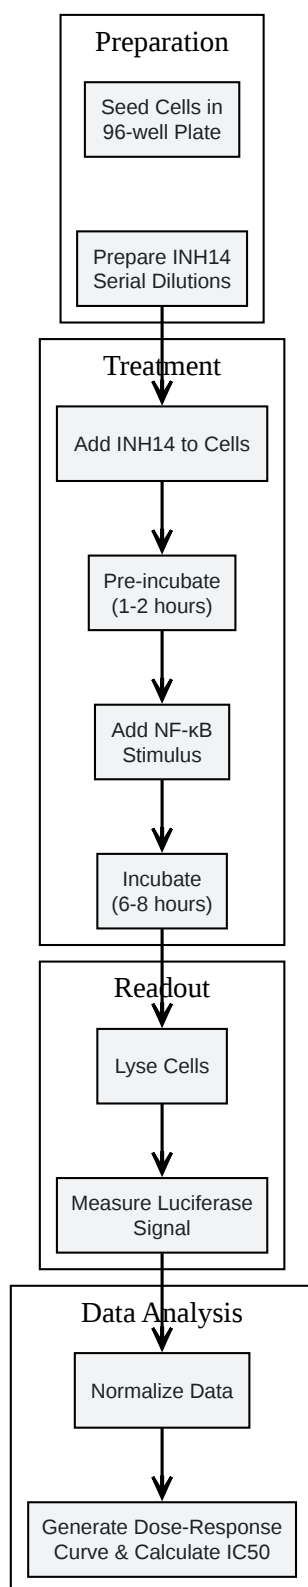 Preparation
Seed Cells in
96-well Plate
Prepare INH14
Serial Dilutions
Treatment
Add INH14 to Cells
Pre-incubate
(1-2 hours)
Add NF-κB
Stimulus
Incubate
(6-8 hours)
Readout
Lyse Cells
Measure Luciferase
Signal
Data Analysis
Normalize Data
Generate Dose-Response
Curve & Calculate IC50